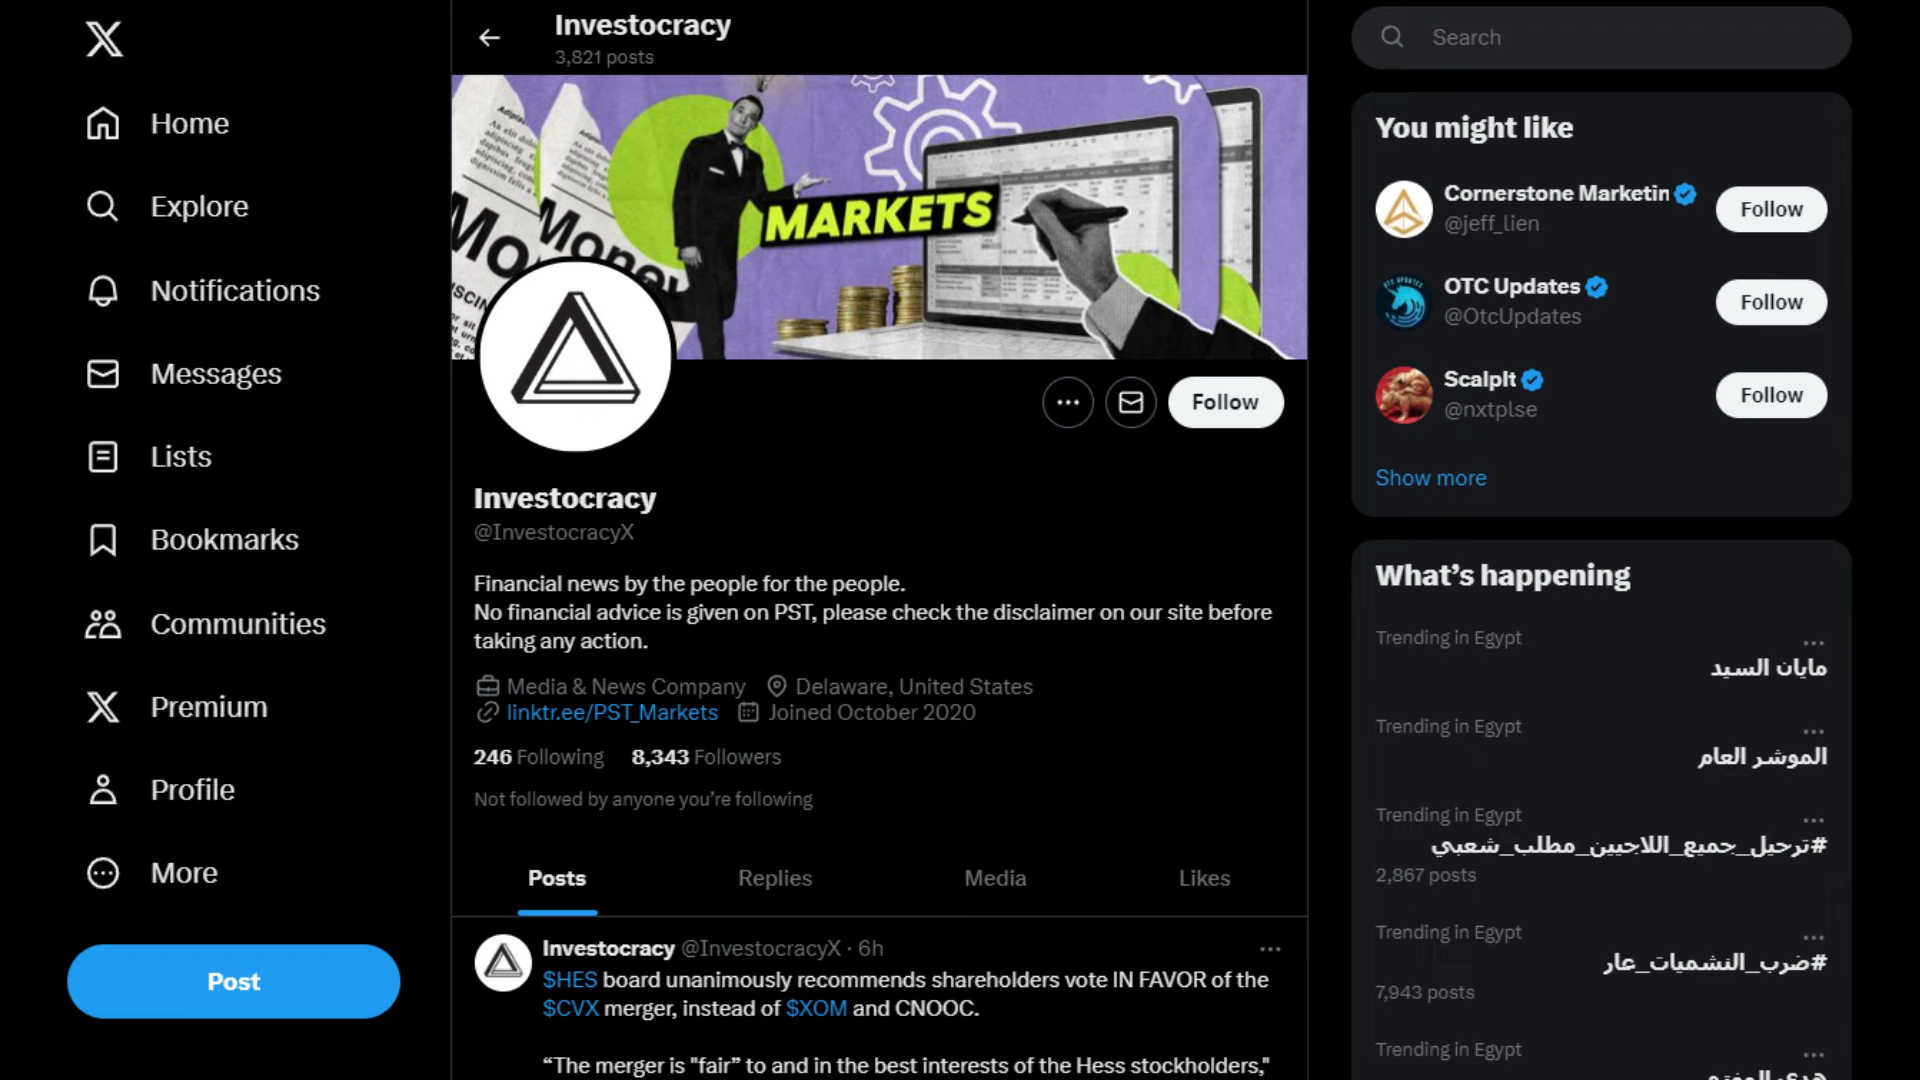 Investocracy
3,821 posts
Home
Explore
Notifications
Messages
Lists
Bookmarks
Communities
Premium
Profile
More
Post
Money
MARKETS
Follow
Investocracy
@InvestocracyX
Financial news by the people for the people.
No financial advice is given on PST, please check the disclaimer on our site before
taking any action.
Media & News Company Delaware, United States
linktr.ee/PST_Markets Joined October 2020
246 Following 8,343 Followers
Not followed by anyone you’re following
Posts Replies Media Likes
Investocracy @InvestocracyX · 6h
$HES board unanimously recommends shareholders vote IN FAVOR of the
$CVX merger, instead of $XOM and CNOOC.
“The merger is "fair” to and in the best interests of the Hess stockholders,"
Search
You might like
Cornerstone Marketin
@jeff_lien
Follow
OTC Updates
@OtcUpdates
Follow
ScalpIt
@nxtplse
Follow
Show more
What’s happening
Trending in Egypt
مايان السيد
Trending in Egypt
الموشر العام
Trending in Egypt
#ترحيل_جميع_اللاجيين_مطلب_شعبي
2,867 posts
Trending in Egypt
#ضرب_النشميات_عار
7,943 posts
Trending in Egypt